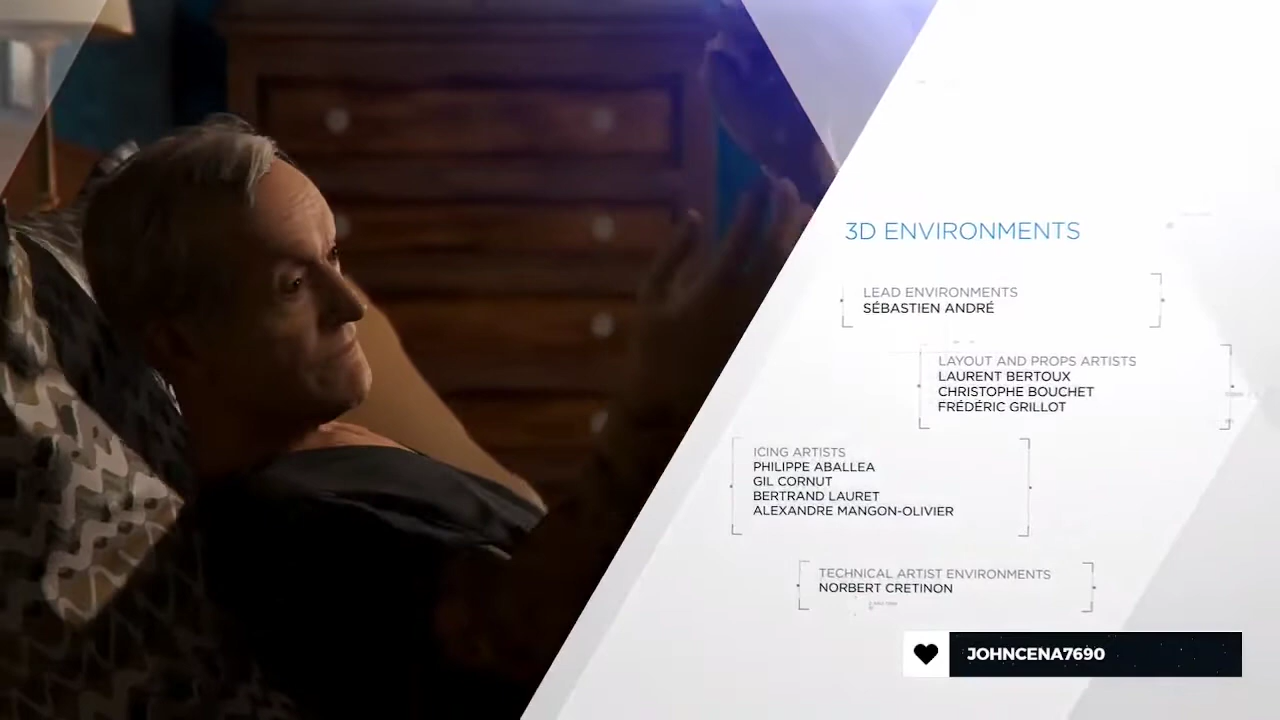 3D ENVIRONMENTS
LEAD ENVIRONMENTS
SÉBASTIEN ANDRÉ
LAYOUT AND PROPS ARTISTS
LAURENT BERTOUX
CHRISTOPHE BOUCHET
FRÉDÉRIC GRILLOT
ICING ARTISTS
PHILIPPE ABALLEA
GIL CORNUT
BERTRAND LAURET
ALEXANDRE MANGON-OLIVIER
TECHNICAL ARTIST ENVIRONMENTS
NORBERT CRETINON
JOHNCENA7690